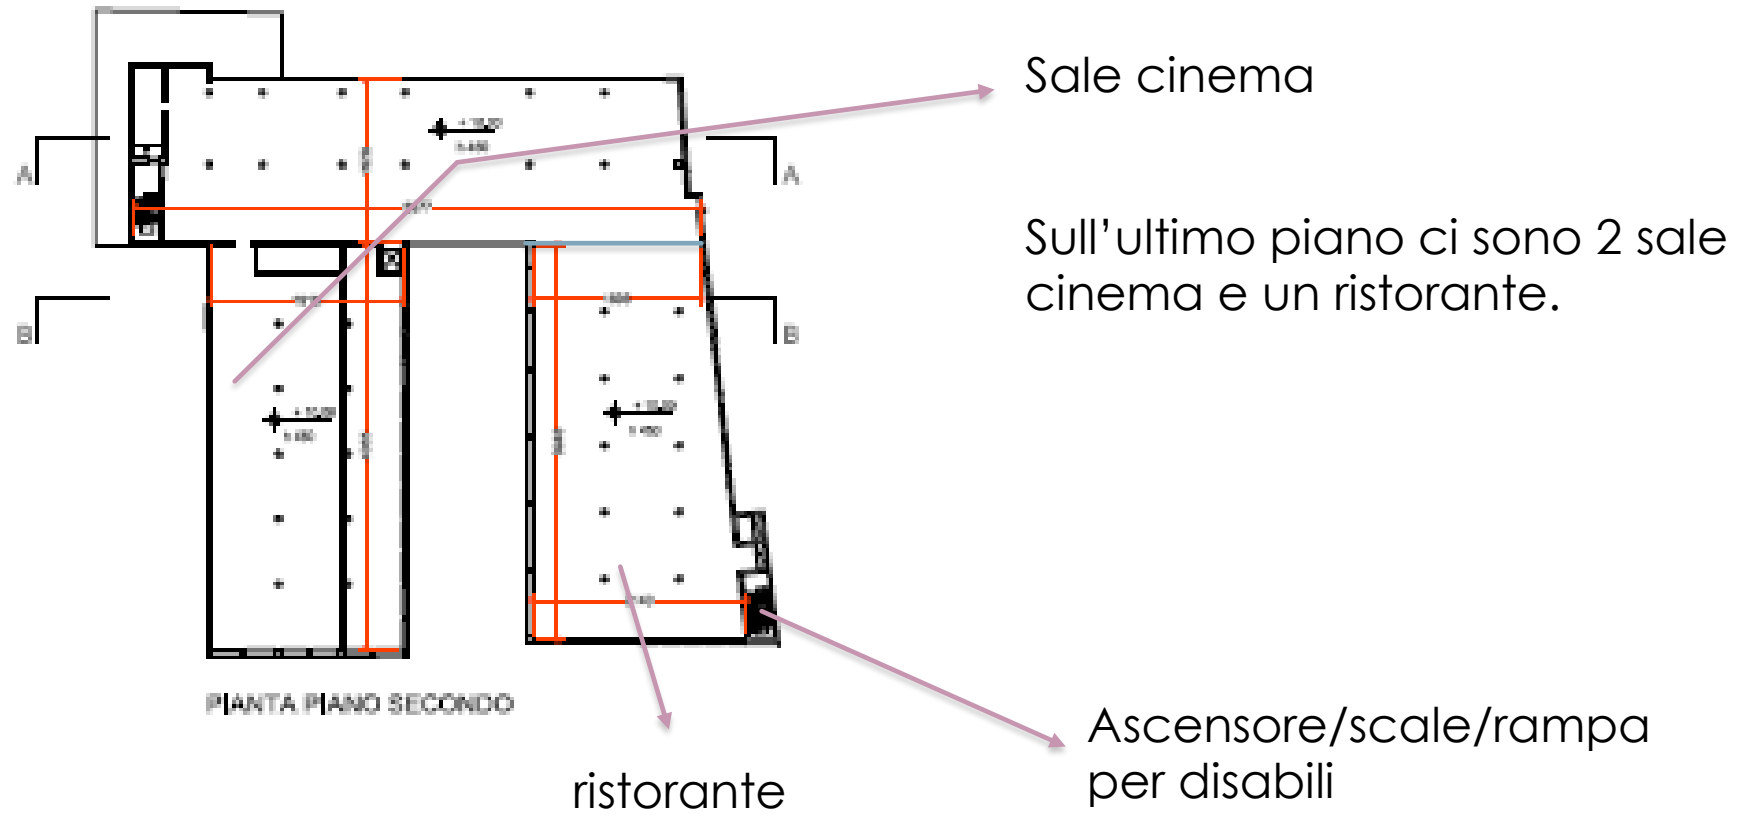 Sale cinema
A
A
Sull’ultimo piano ci sono 2 sale
cinema e un ristorante.
B
B
PIANTA PIANO SECONDO
Ascensore/scale/rampa
per disabili
ristorante